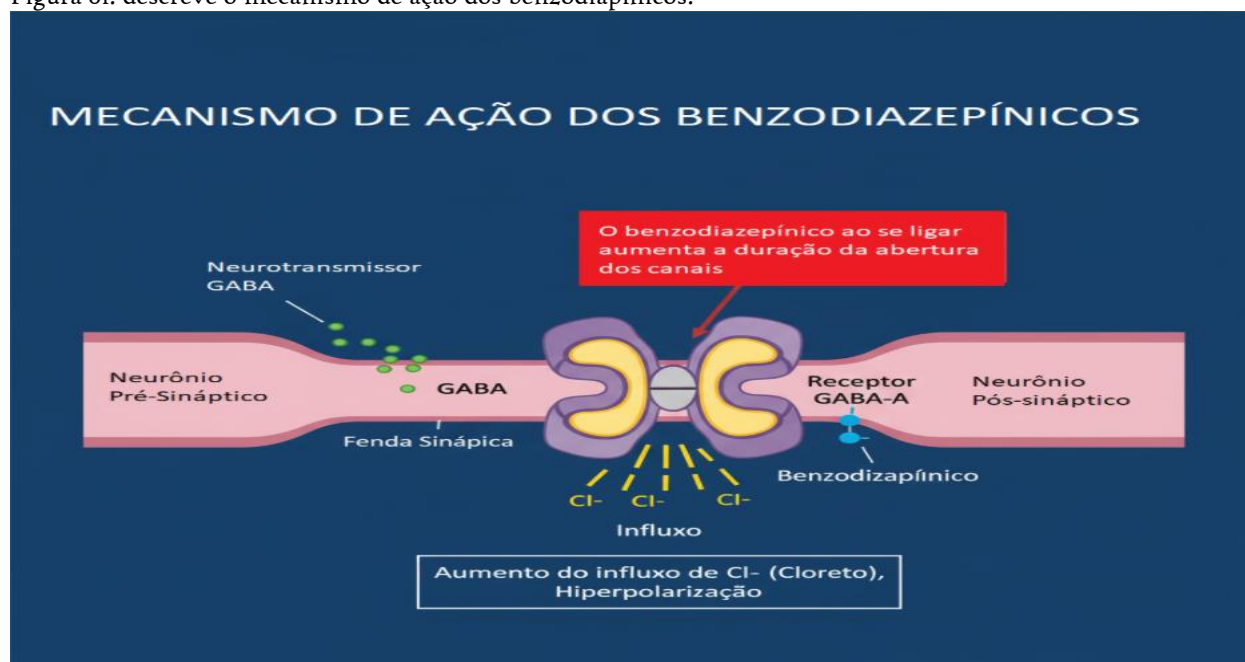 Figura 01: descreve o mecanismo de ação dos benzodiapínicos.
MECANISMO DE AÇÃO DOS BENZODIAZEPÍNICOS
O benzodiazepínico ao se ligar
aumenta a duração da abertura
dos canais
Neurotransmissor
GABA
Neurônio
Pré-Sináptico
GABA
Receptor
GABA-A
Neurônio
Pós-sináptico
Fenda Sinápica
Benzodizapíinico
Cl- Cl- Cl-
Influxo
Aumento do influxo de Cl- (Cloreto),
Hiperpolarização